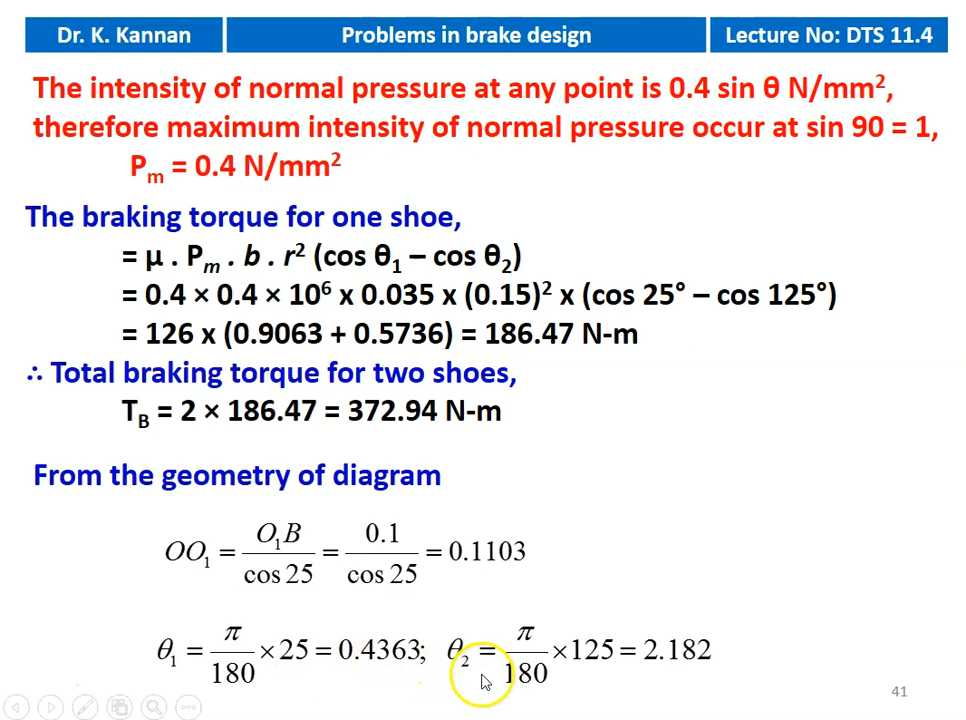 Dr. K. Kannan
Problems in brake design
Lecture No: DTS 11.4
The intensity of normal pressure at any point is 0.4 sin θ N/mm²,
therefore maximum intensity of normal pressure occur at sin 90 = 1,
Pₘ = 0.4 N/mm²
The braking torque for one shoe,
= μ . Pₘ . b . r² (cos θ₁ – cos θ₂)
= 0.4 × 0.4 × 10⁶ x 0.035 x (0.15)² x (cos 25° – cos 125°)
= 126 x (0.9063 + 0.5736) = 186.47 N-m
∴ Total braking torque for two shoes,
T_B = 2 × 186.47 = 372.94 N-m
From the geometry of diagram
OO₁ = O₁B / cos 25 = 0.1 / cos 25 = 0.1103
θ₁ = π / 180 × 25 = 0.4363; θ₂ = π / 180 × 125 = 2.182
41